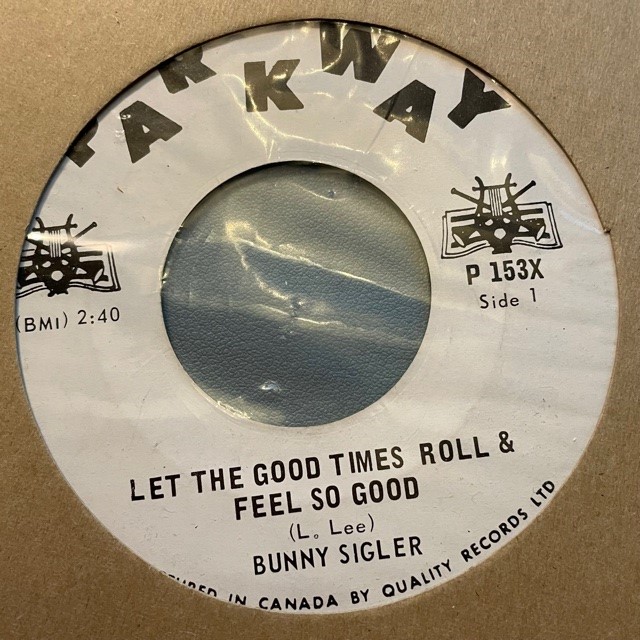 PARKWAY
P 153X
Side 1
(BMI) 2:40
LET THE GOOD TIMES ROLL &
FEEL SO GOOD
(L. Lee)
BUNNY SIGLER
IN CANADA BY QUALITY RECORDS LTD